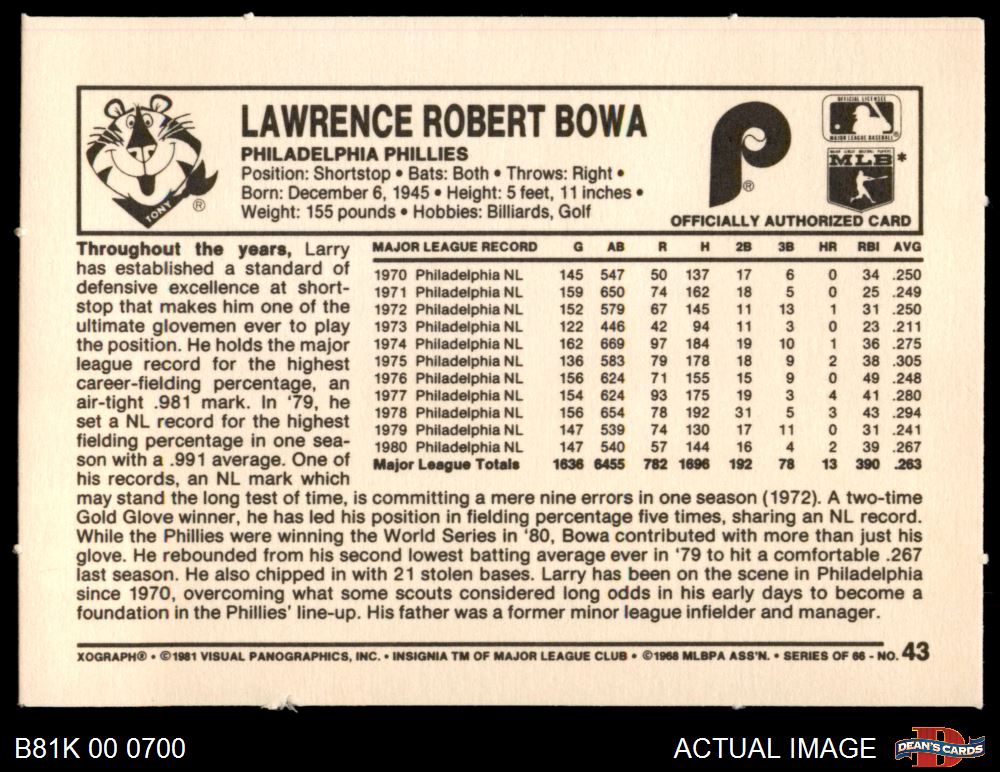 LAWRENCE ROBERT BOWA
PHILADELPHIA PHILLIES
Position: Shortstop • Bats: Both • Throws: Right •
Born: December 6, 1945 • Height: 5 feet, 11 inches •
Weight: 155 pounds • Hobbies: Billiards, Golf
TONY ®
P ®
OFFICIAL LICENSEE
MAJOR LEAGUE BASEBALL ®
MLB *
OFFICIALLY AUTHORIZED CARD
Throughout the years, Larry
has established a standard of
defensive excellence at short-
stop that makes him one of the
ultimate glovemen ever to play
the position. He holds the major
league record for the highest
career-fielding percentage, an
air-tight .981 mark. In '79, he
set a NL record for the highest
fielding percentage in one sea-
son with a .991 average. One of
his records, an NL mark which
MAJOR LEAGUE RECORD G AB R H 2B 3B HR RBI AVG
1970 Philadelphia NL 145 547 50 137 17 6 0 34 .250
1971 Philadelphia NL 159 650 74 162 18 5 0 25 .249
1972 Philadelphia NL 152 579 67 145 11 13 1 31 .250
1973 Philadelphia NL 122 446 42 94 11 3 0 23 .211
1974 Philadelphia NL 162 669 97 184 19 10 1 36 .275
1975 Philadelphia NL 136 583 79 178 18 9 2 38 .305
1976 Philadelphia NL 156 624 71 155 15 9 0 49 .248
1977 Philadelphia NL 154 624 93 175 19 3 4 41 .280
1978 Philadelphia NL 156 654 78 192 31 5 3 43 .294
1979 Philadelphia NL 147 539 74 130 17 11 0 31 .241
1980 Philadelphia NL 147 540 57 144 16 4 2 39 .267
Major League Totals 1636 6455 782 1696 192 78 13 390 .263
may stand the long test of time, is committing a mere nine errors in one season (1972). A two-time
Gold Glove winner, he has led his position in fielding percentage five times, sharing an NL record.
While the Phillies were winning the World Series in '80, Bowa contributed with more than just his
glove. He rebounded from his second lowest batting average ever in '79 to hit a comfortable .267
last season. He also chipped in with 21 stolen bases. Larry has been on the scene in Philadelphia
since 1970, overcoming what some scouts considered long odds in his early days to become a
foundation in the Phillies' line-up. His father was a former minor league infielder and manager.
XOGRAPH® • ©1981 VISUAL PANOGRAPHICS, INC. • INSIGNIA TM OF MAJOR LEAGUE CLUB • ©1968 MLBPA ASS'N. • SERIES OF 66 - NO. 43
B81K 00 0700
ACTUAL IMAGE
DEAN'S CARDS